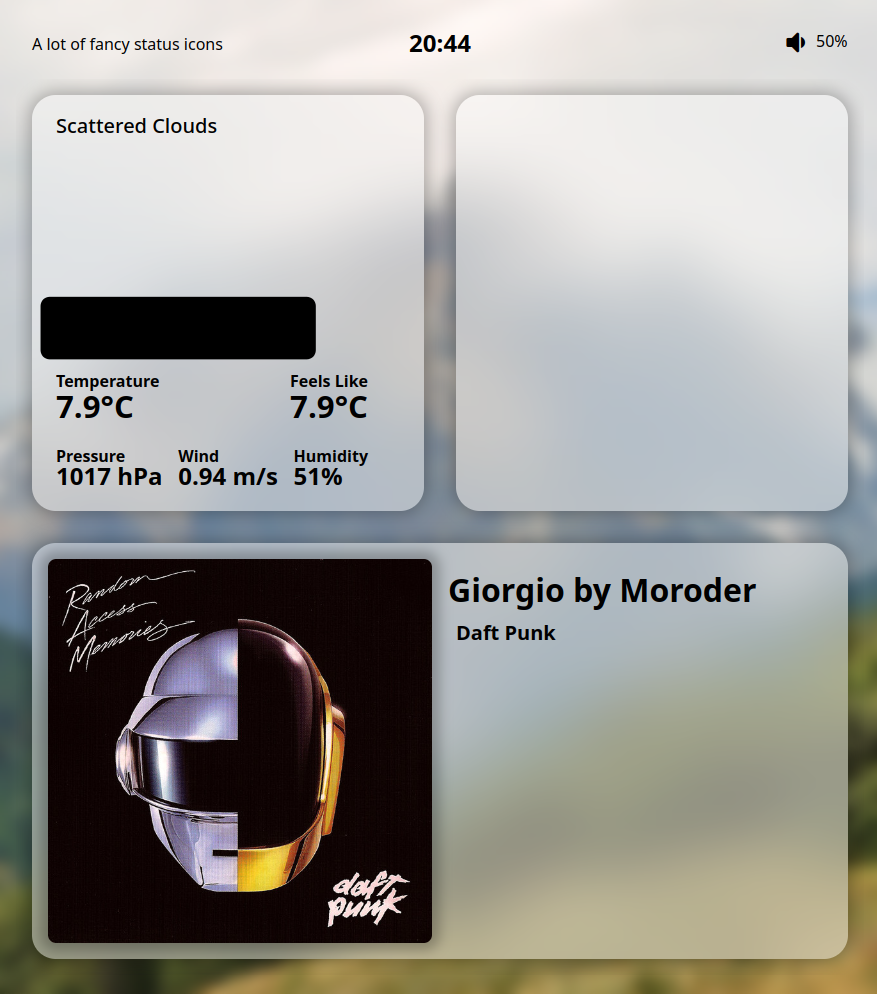 A lot of fancy status icons
20:44
50%
Scattered Clouds
Temperature
Feels Like
7.9°C
7.9°C
Pressure
Wind
Humidity
1017 hPa
0.94 m/s
51%
Random
Access
Memories
daft
punk
Giorgio by Moroder
Daft Punk